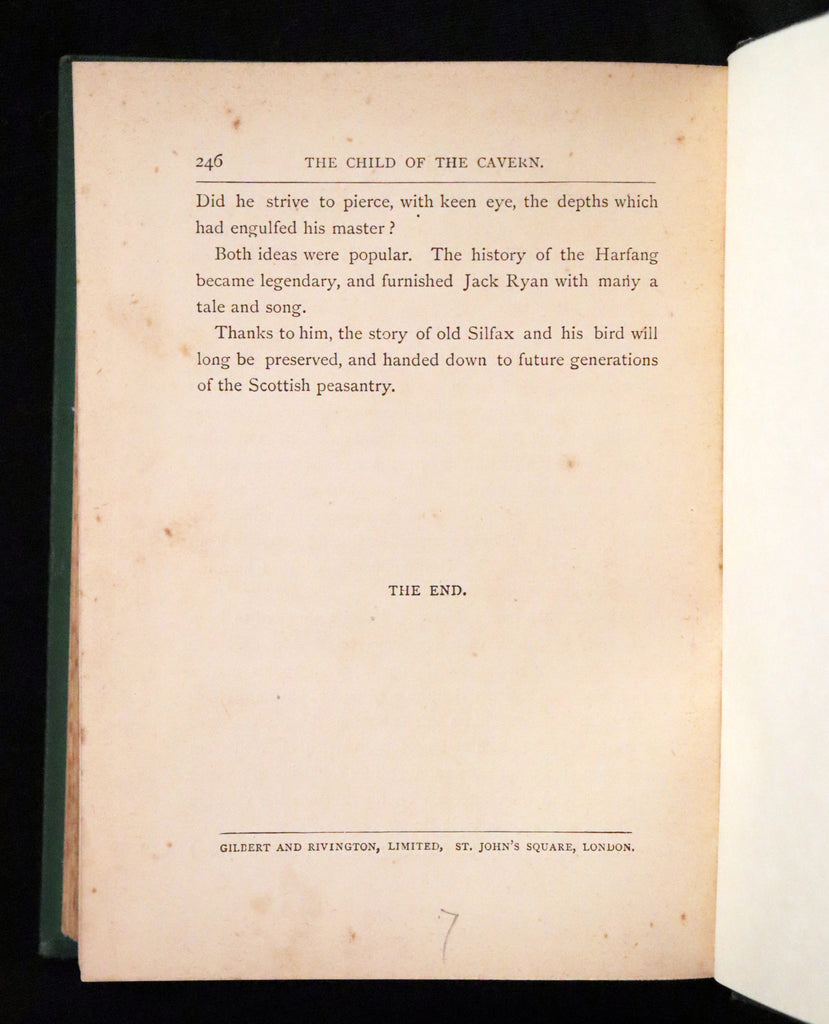 246 THE CHILD OF THE CAVERN.
Did he strive to pierce, with keen eye, the depths which
had engulfed his master ?
Both ideas were popular. The history of the Harfang
became legendary, and furnished Jack Ryan with many a
tale and song.
Thanks to him, the story of old Silfax and his bird will
long be preserved, and handed down to future generations
of the Scottish peasantry.
THE END.
GILBERT AND RIVINGTON, LIMITED, ST. JOHN'S SQUARE, LONDON.
7